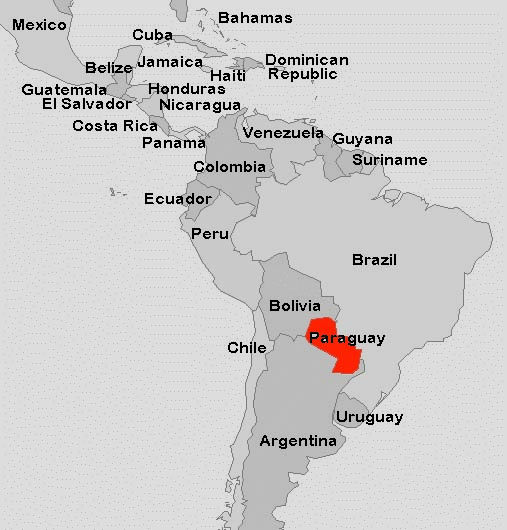 Mexico
Bahamas
Cuba
Belize
Jamaica
Haiti
Dominican
Republic
Guatemala
Honduras
El Salvador
Nicaragua
Costa Rica
Panamá
Venezuela
Guyana
Colombia
Suriname
Ecuador
Peru
Brazil
Bolivia
Paraguay
Chile
Uruguay
Argentina